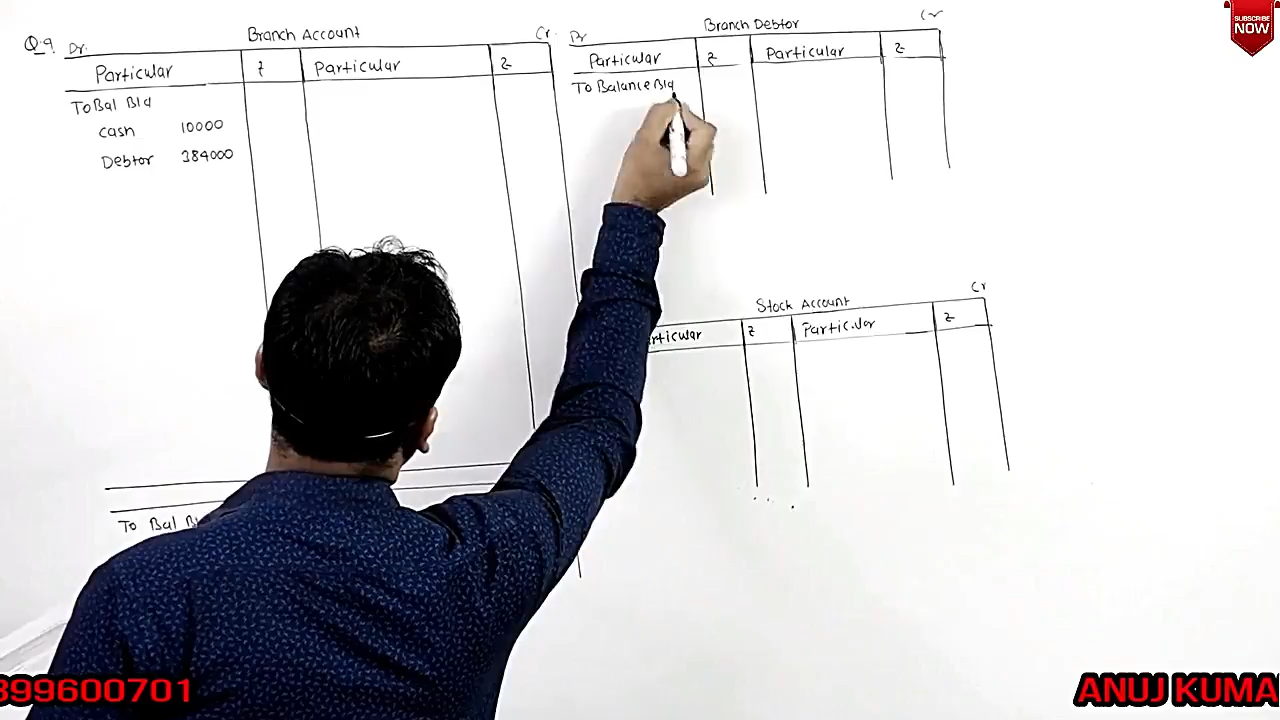 SUBSCRIBE
NOW
Q.9
Branch Account
Dr.
Cr.
Particular ₹ Particular ₹
To Bal B/d
Cash 10000
Debtor 384000
To Bal
Branch Debtor
Dr
Cr
Particular ₹ Particular ₹
To Balance B/d
Stock Account
Cr
rticular ₹ Particular ₹
899600701
ANUJ KUMA